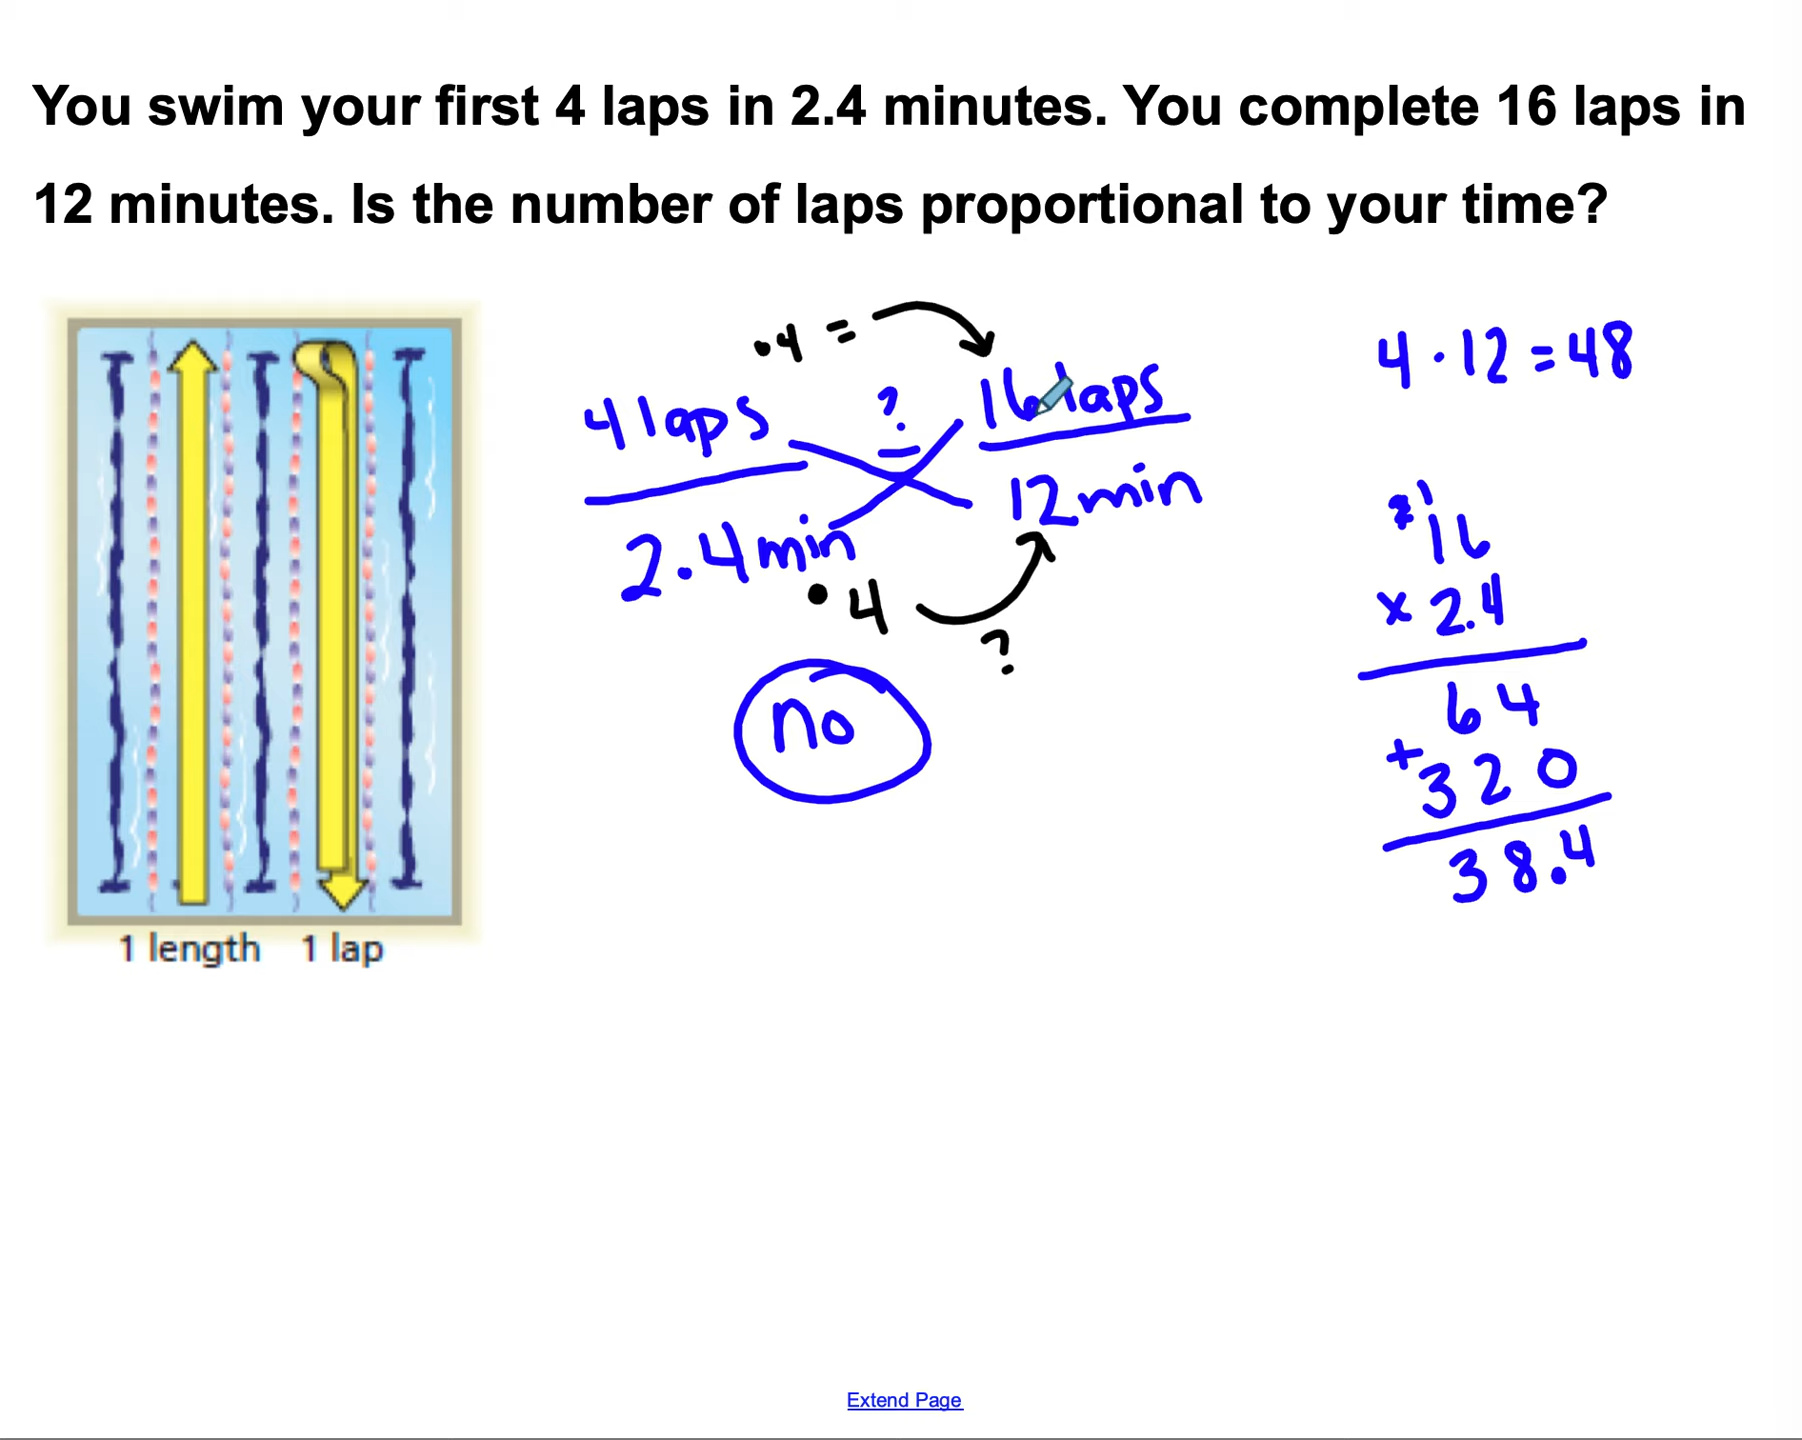 You swim your first 4 laps in 2.4 minutes. You complete 16 laps in
12 minutes. Is the number of laps proportional to your time?
•4 =
4 laps ? 16 laps
=
2.4 min 12 min
• 4
?
no
4 · 12 = 48
1
16
x 2.4
64
+ 320
38.4
1 length 1 lap
Extend Page